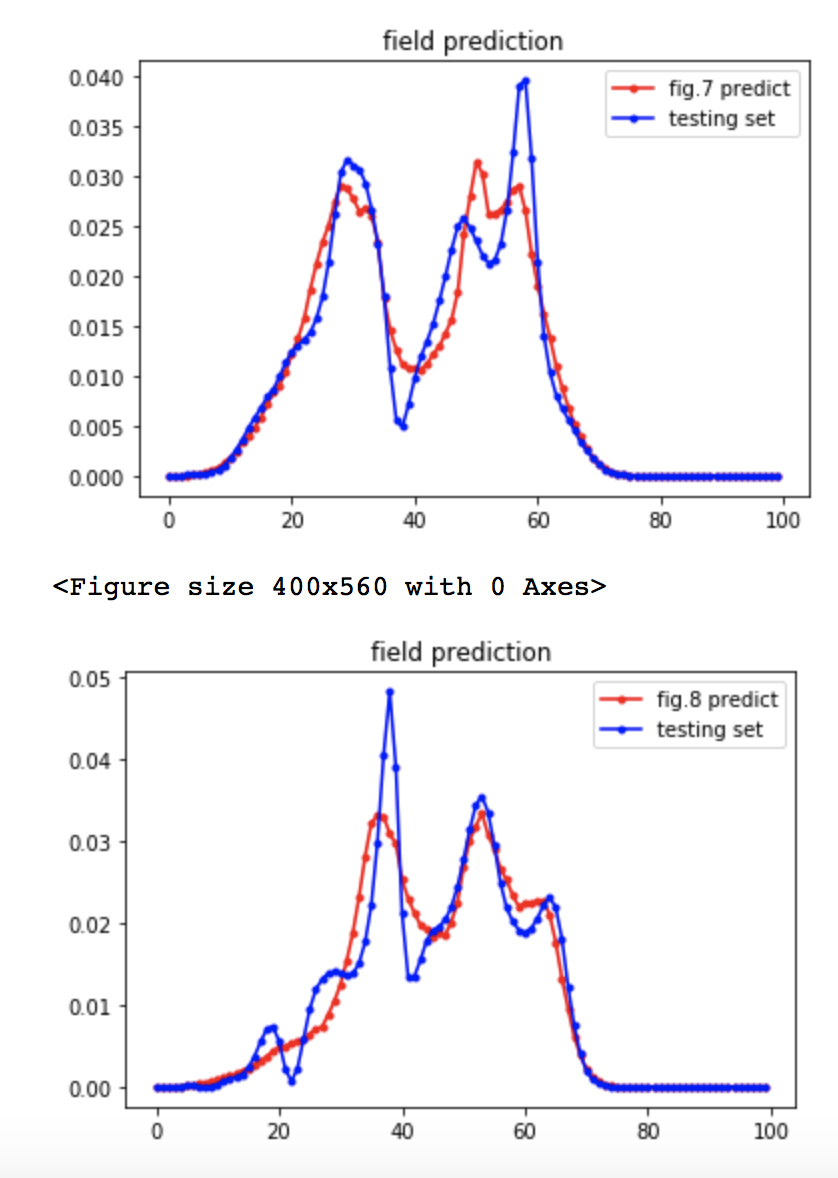 field prediction
fig.7 predict
testing set
0.040
0.035
0.030
0.025
0.020
0.015
0.010
0.005
0.000
0 20 40 60 80 100
<Figure size 400x560 with 0 Axes>
field prediction
fig.8 predict
testing set
0.05
0.04
0.03
0.02
0.01
0.00
0 20 40 60 80 100